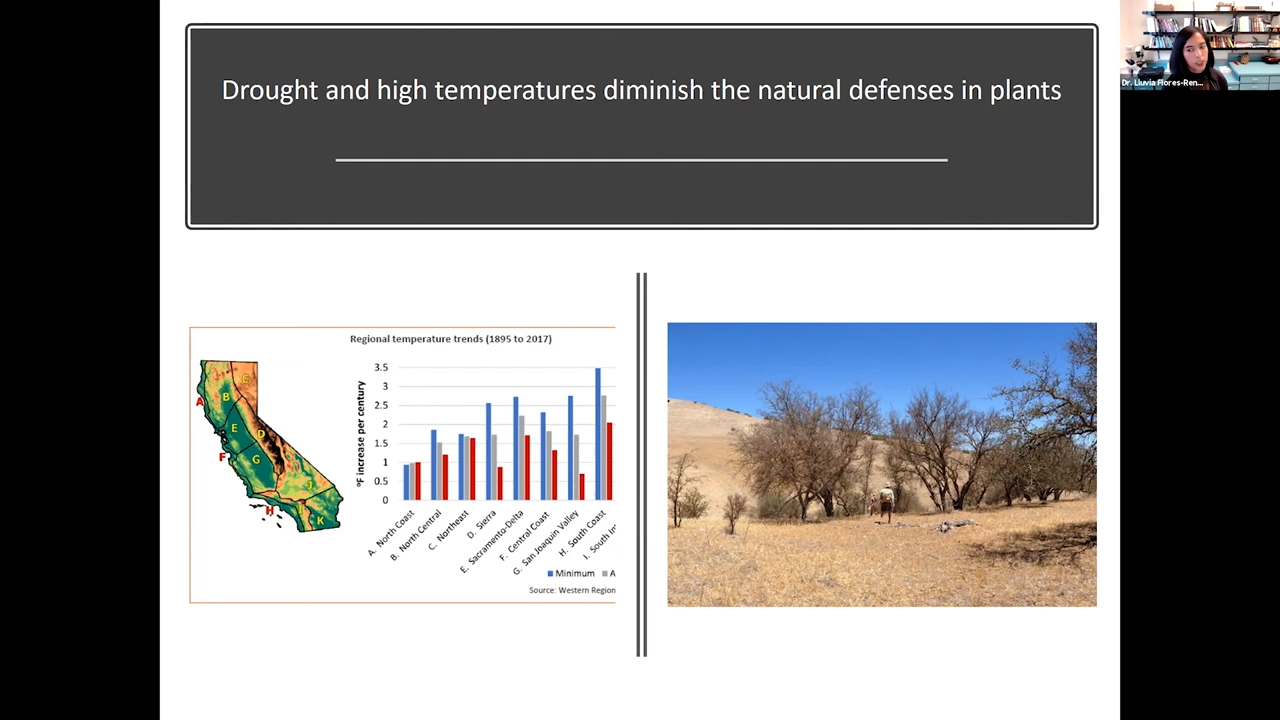 Drought and high temperatures diminish the natural defenses in plants
Dr. Lluvia Flores-Ren...
Regional temperature trends (1895 to 2017)
°F increase per century
3.5
3
2.5
2
1.5
1
0.5
0
A. North Coast
B. North Central
C. Northeast
D. Sierra
E. Sacramento-Delta
F. Central Coast
G. San Joaquin Valley
H. South Coast
I. South In
Minimum A
Source: Western Region
A
B
C
D
E
F
G
H
I
J
K